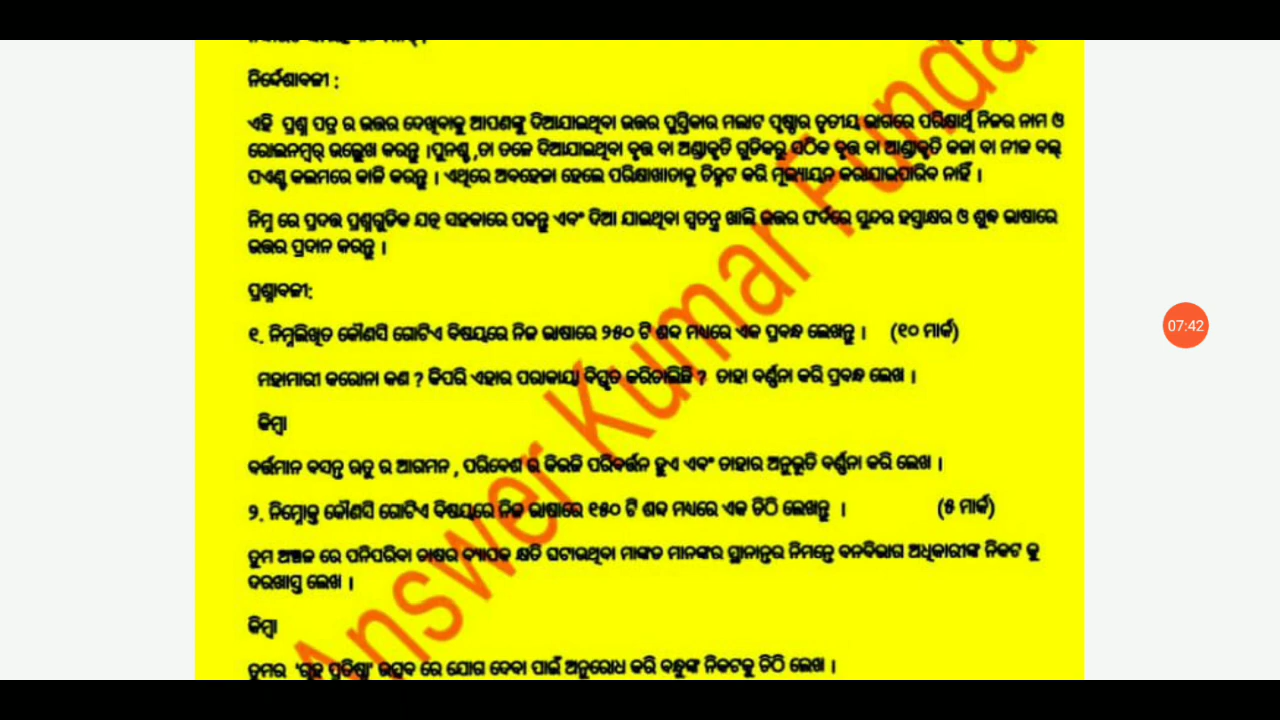 ନିର୍ଦ୍ଦେଶାବଳୀ :
ଏହି ପ୍ରଶ୍ନ ପତ୍ର ର ଉତ୍ତର ଦେଖିବାକୁ ଆପଣଙ୍କୁ ଦିଆଯାଇଥିବା ଉତ୍ତର ପୁସ୍ତିକାର ମଲାଟ ପୃଷ୍ଠାର ତୃତୀୟ ଭାଗରେ ପରିକ୍ଷାର୍ଥି ନିଜର ନାମ ଓ
ରୋଲନମ୍ବର୍ ଉଲ୍ଲେଖ କରନ୍ତୁ ।ପୁନଶ୍ଚ ,ତା ତଳେ ଦିଆଯାଇଥିବା ବୃତ୍ତ ବା ଅଣ୍ଡାକୃତି ଗୁଡିକରୁ ସଠିକ ବୃତ୍ତ ବା ଆଣ୍ଡାକୃତି କଳା ବା ନୀଳ ବଲ୍
ପଏଣ୍ଟ କଲମରେ କାଳି କରନ୍ତୁ । ଏଥିରେ ଅବହେଳା ହେଲେ ପରିକ୍ଷାଖାତାକୁ ଚିହ୍ନଟ କରି ମୂଲ୍ୟାୟନ କରାଯାଇପାରିବ ନାହିଁ ।
ନିମ୍ନ ରେ ପ୍ରଦତ୍ତ ପ୍ରଶ୍ନଗୁଡିକ ଯତ୍ନ ସହକାରେ ପଢନ୍ତୁ ଏବଂ ଦିଆ ଯାଇଥିବା ସ୍ୱତନ୍ତ୍ର ଖାଲି ଉତ୍ତର ଫର୍ଦ୍ଦରେ ସୁନ୍ଦର ହସ୍ତାକ୍ଷର ଓ ଶୁଦ୍ଧ ଭାଷାରେ
ଉତ୍ତର ପ୍ରଦାନ କରନ୍ତୁ ।
ପ୍ରଶ୍ନାବଳୀ:
୧. ନିମ୍ନଲିଖିତ କୌଣସି ଗୋଟିଏ ବିଷୟରେ ନିଜ ଭାଷାରେ ୨୫୦ ଟି ଶବ୍ଦ ମଧ୍ୟରେ ଏକ ପ୍ରବନ୍ଧ ଲେଖନ୍ତୁ । (୧୦ ମାର୍କ)
ମହାମାରୀ କରୋନା କଣ ? କିପରି ଏହାର ପରାକାୟା ବିସ୍ତୃତ କରିଚାଲିଛି ? ତାହା ବର୍ଣ୍ଣନା କରି ପ୍ରବନ୍ଧ ଲେଖ ।
କିମ୍ବା
ବର୍ତ୍ତମାନ ବସନ୍ତ ଋତୁ ର ଆଗମନ , ପରିବେଶ ର କିଭଳି ପରିବର୍ତ୍ତନ ହୁଏ ଏବଂ ତାହାର ଅନୁଭୂତି ବର୍ଣ୍ଣନା କରି ଲେଖ ।
୨. ନିମ୍ନୋକ୍ତ କୌଣସି ଗୋଟିଏ ବିଷୟରେ ନିଜ ଭାଷାରେ ୧୫୦ ଟି ଶବ୍ଦ ମଧ୍ୟରେ ଏକ ଚିଠି ଲେଖନ୍ତୁ । (୫ ମାର୍କ)
ତୁମ ଅଞ୍ଚଳ ରେ ପନିପରିବା ଚାଷର ବ୍ୟାପକ କ୍ଷତି ଘଟାଉଥିବା ମାଙ୍କଡ ମାନଙ୍କର ସ୍ଥାନାନ୍ତର ନିମନ୍ତେ ବନବିଭାଗ ଅଧିକାରୀଙ୍କ ନିକଟ କୁ
ଦରଖାସ୍ତ ଲେଖ ।
କିମ୍ବା
ତୁମର 'ଗୃହ ପ୍ରତିଷ୍ଠା' ଉତ୍ସବ ରେ ଯୋଗ ଦେବା ପାଇଁ ଅନୁରୋଧ କରି ବନ୍ଧୁଙ୍କ ନିକଟକୁ ଚିଠି ଲେଖ ।
Answer Kumar Funda
07:42